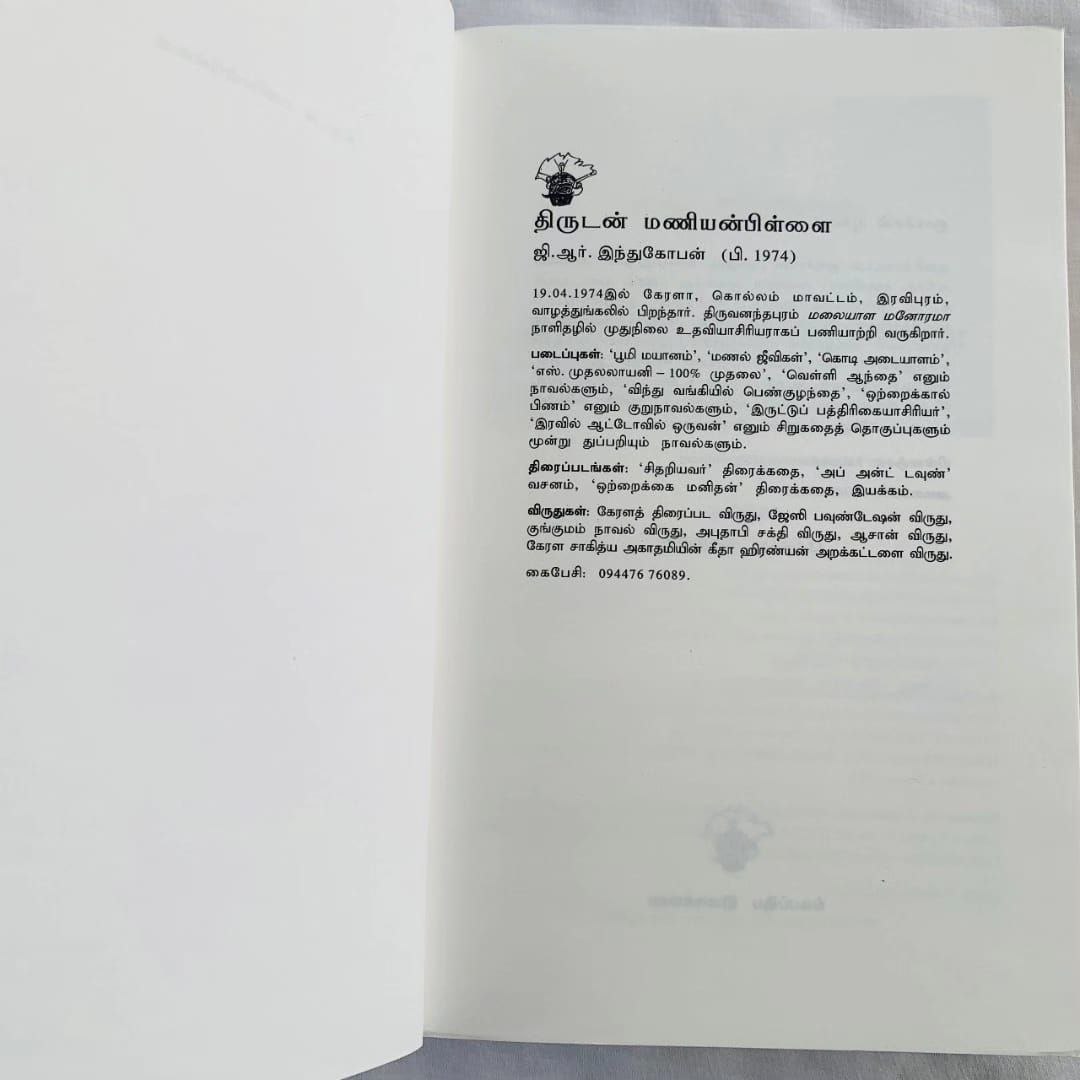 திருடன் மணியன்பிள்ளை
ஜி.ஆர். இந்துகோபன் (பி. 1974)
19.04.1974இல் கேரளா, கொல்லம் மாவட்டம், இரவிபுரம்,
வாழத்துங்கலில் பிறந்தார். திருவனந்தபுரம் மலையாள மனோரமா
நாளிதழில் முதுநிலை உதவியாசிரியராகப் பணியாற்றி வருகிறார்.
படைப்புகள்: ‘பூமி மயானம்’, ‘மணல் ஜீவிகள்’, ‘கொடி அடையாளம்’,
‘எஸ். முதலலாயனி – 100% முதலை’, ‘வெள்ளி ஆந்தை’ எனும்
நாவல்களும், ‘விந்து வங்கியில் பெண்குழந்தை’, ‘ஒற்றைக்கால்
பிணம்’ எனும் குறுநாவல்களும், ‘இருட்டுப் பத்திரிகையாசிரியர்’,
‘இரவில் ஆட்டோவில் ஒருவன்’ எனும் சிறுகதைத் தொகுப்புகளும்
மூன்று துப்பறியும் நாவல்களும்.
திரைப்படங்கள்: ‘சிதறியவர்’ திரைக்கதை, ‘அப் அன்ட் டவுண்’
வசனம், ‘ஒற்றைக்கை மனிதன்’ திரைக்கதை, இயக்கம்.
விருதுகள்: கேரளத் திரைப்பட விருது, ஜேஸி பவுண்டேஷன் விருது,
குங்குமம் நாவல் விருது, அபுதாபி சக்தி விருது, ஆசான் விருது,
கேரள சாகித்ய அகாதமியின் கீதா ஹிரண்யன் அறக்கட்டளை விருது.
கைபேசி: 094476 76089.